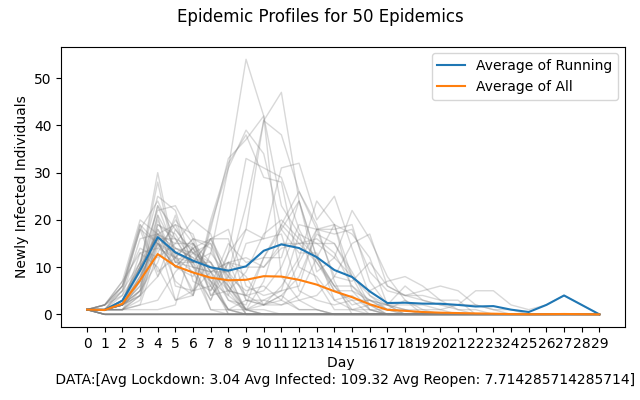 Epidemic Profiles for 50 Epidemics
Average of Running
Average of All
Newly Infected Individuals
50
40
30
20
10
0
0 1 2 3 4 5 6 7 8 9 10 11 12 13 14 15 16 17 18 19 20 21 22 23 24 25 26 27 28 29
Day
DATA:[Avg Lockdown: 3.04 Avg Infected: 109.32 Avg Reopen: 7.714285714285714]